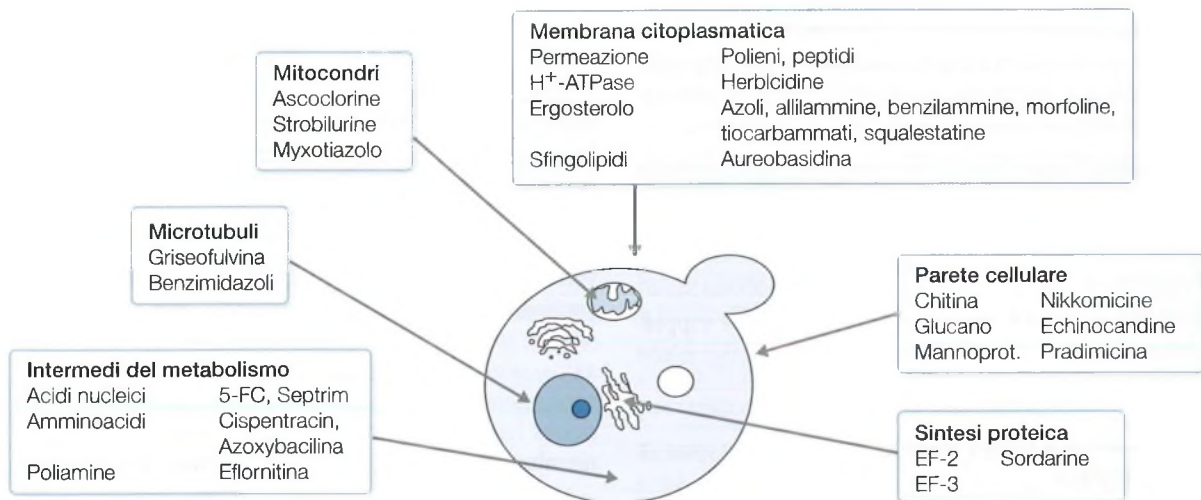 Membrana citoplasmatica
Permeazione Polieni, peptidi
H+-ATPase Herbicidine
Ergosterolo Azoli, allilammine, benzilammine, morfoline,
tiocarbammati, squalestatine
Sfingolipidi Aureobasidina
Mitocondri
Ascoclorine
Strobilurine
Myxotiazolo
Microtubuli
Griseofulvina
Benzimidazoli
Parete cellulare
Chitina Nikkomicine
Glucano Echinocandine
Mannoprot. Pradimicina
Intermedi del metabolismo
Acidi nucleici 5-FC, Septrim
Amminoacidi Cispentracin,
Azoxybacilina
Poliamine Eflornitina
Sintesi proteica
EF-2 Sordarine
EF-3